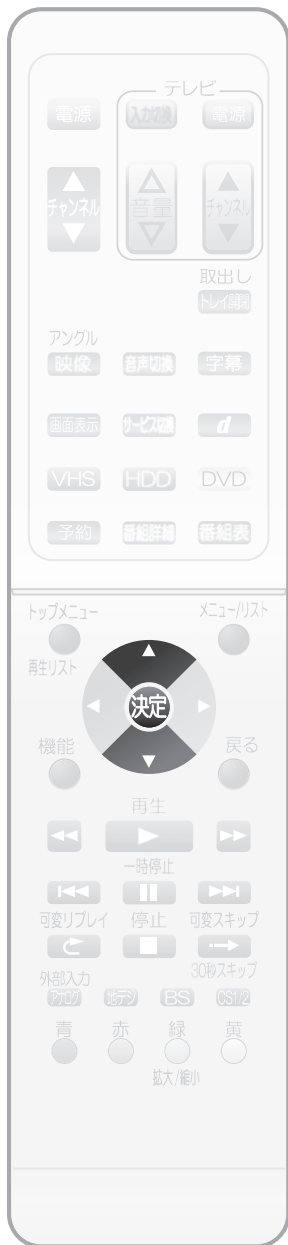 テレビ
電源 入力切換 電源
チャンネル 音量 チャンネル
取出し
トレイ開閉
アングル
映像 音声切換 字幕
画面表示 サービス切換 d
VHS HDD DVD
予約 番組詳細 番組表
トップメニュー メニュー/リスト
再生リスト
決定
機能 戻る
再生
一時停止
可変リプレイ 停止 可変スキップ
30秒スキップ
外部入力
アナログ 地デジ BS CS1/2
青 赤 緑 黄
拡大/縮小